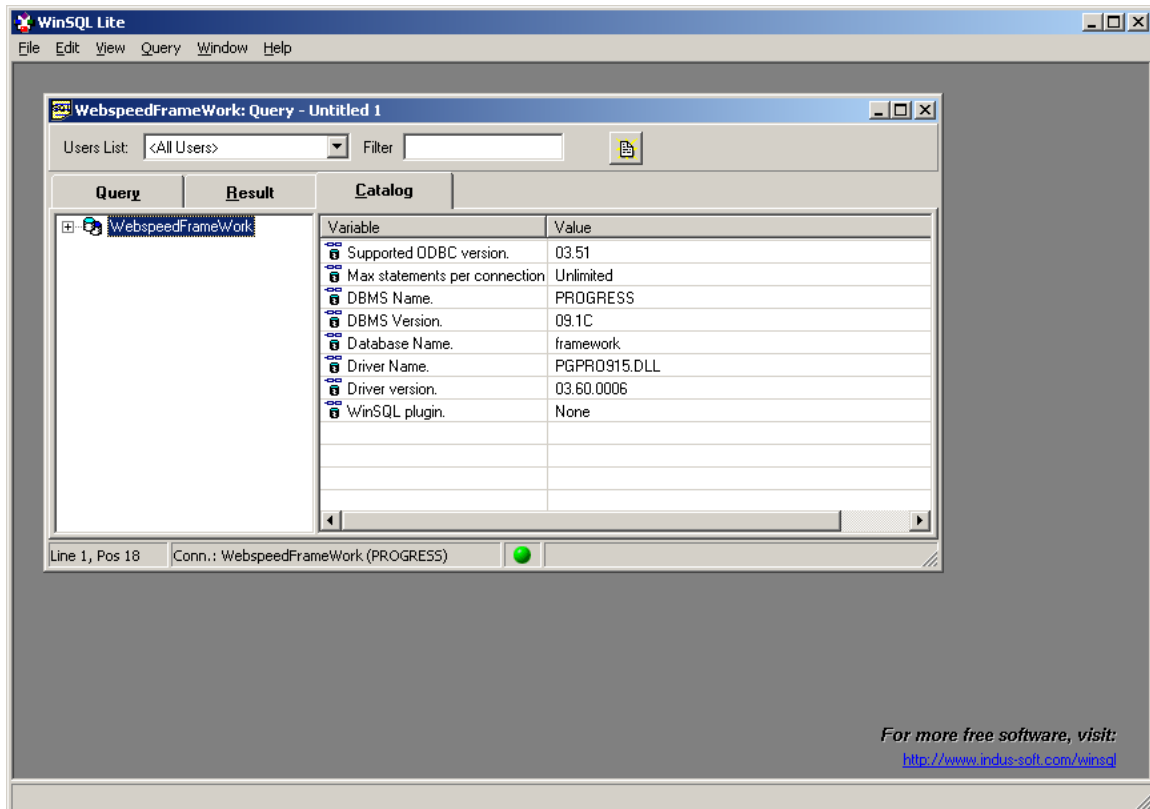 WinSQL Lite
File Edit View Query Window Help
WebspeedFrameWork: Query - Untitled 1
Users List: <All Users> Filter
Query Result Catalog
WebspeedFrameWork
Variable Value
Supported ODBC version. 03.51
Max statements per connection Unlimited
DBMS Name. PROGRESS
DBMS Version. 09.1C
Database Name. framework
Driver Name. PGPRO915.DLL
Driver version. 03.60.0006
WinSQL plugin. None
Line 1, Pos 18 Conn.: WebspeedFrameWork (PROGRESS)
For more free software, visit:
http://www.indus-soft.com/winsql